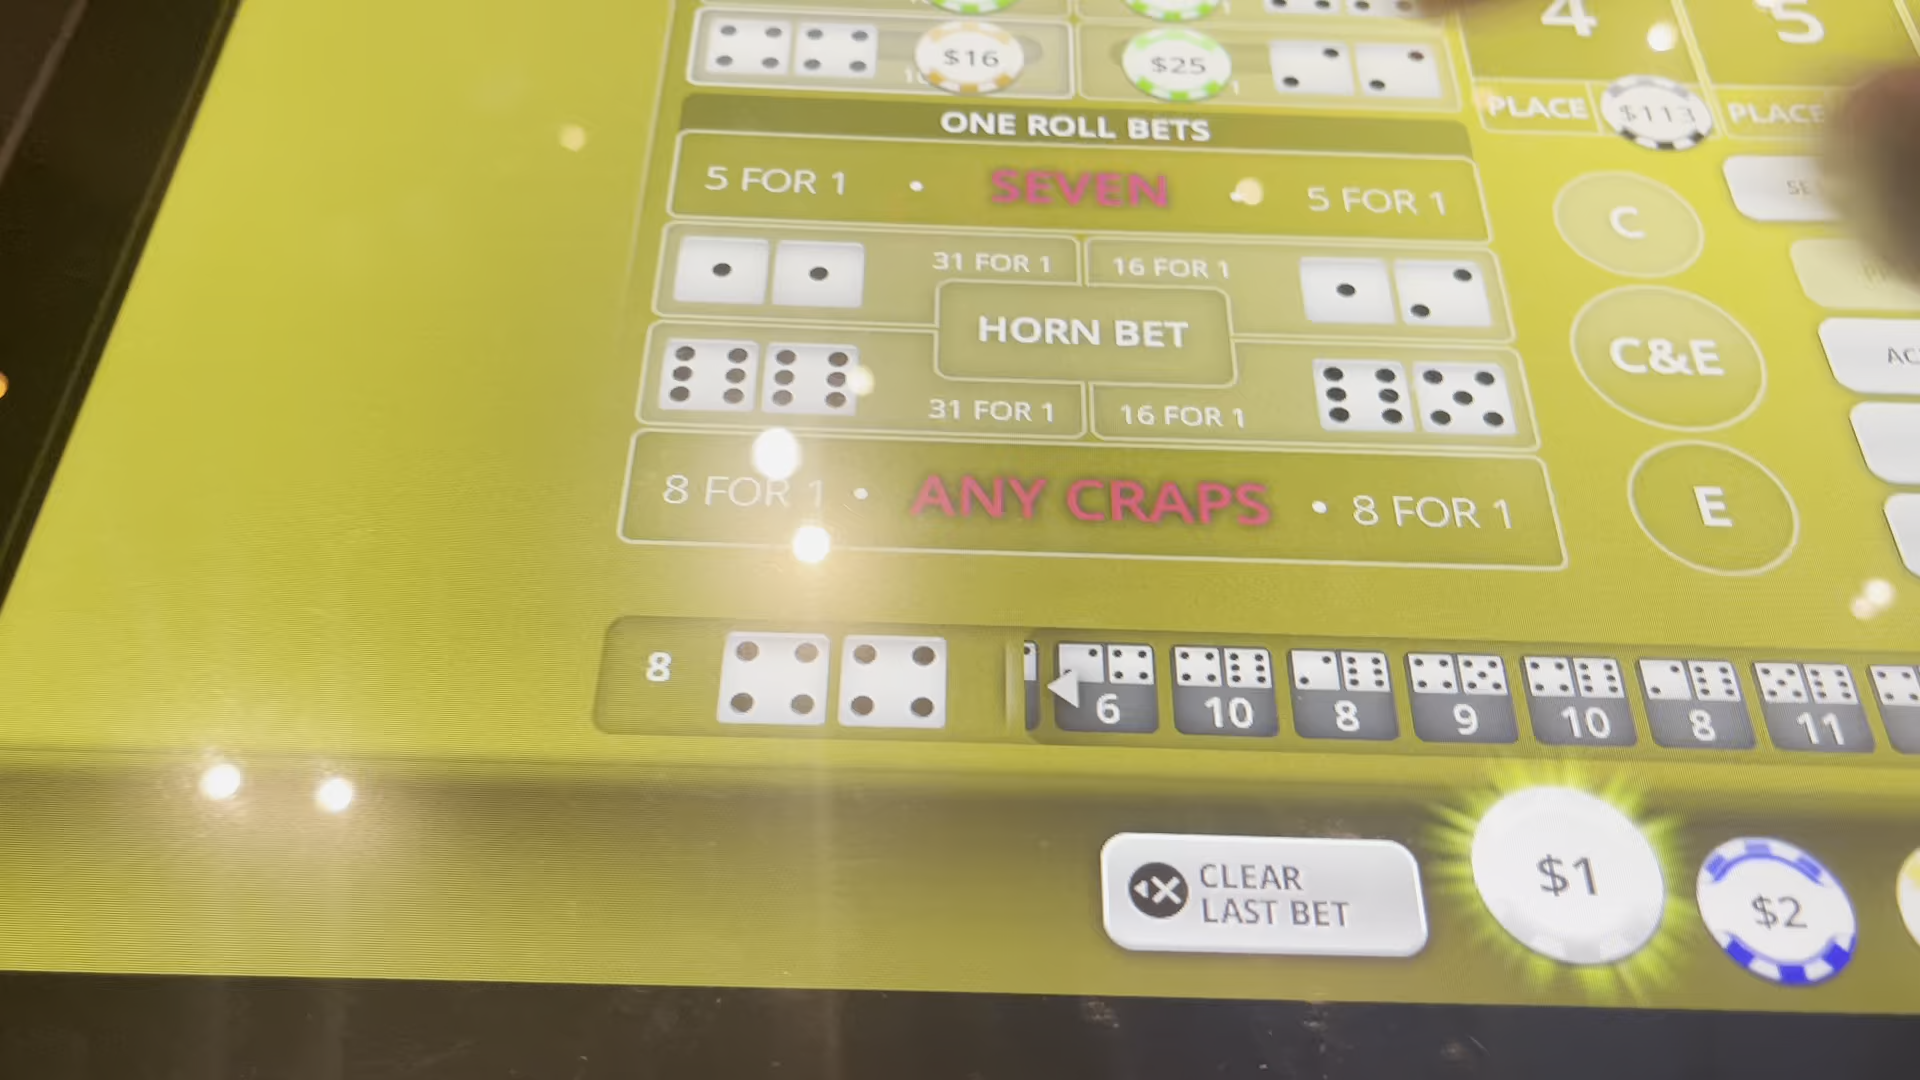 4
5
$16
$25
PLACE
$113
PLACE
ONE ROLL BETS
5 FOR 1 • SEVEN • 5 FOR 1
31 FOR 1
16 FOR 1
HORN BET
31 FOR 1
16 FOR 1
8 FOR 1 • ANY CRAPS • 8 FOR 1
C
C&E
E
8
6
10
8
9
10
8
11
CLEAR
LAST BET
$1
$2